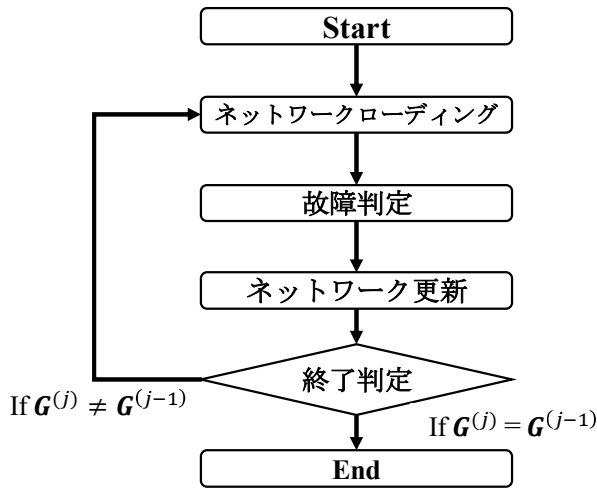 Start
ネットワークローディング
故障判定
ネットワーク更新
終了判定
If G^(j) ≠ G^(j−1)
If G^(j) = G^(j−1)
End